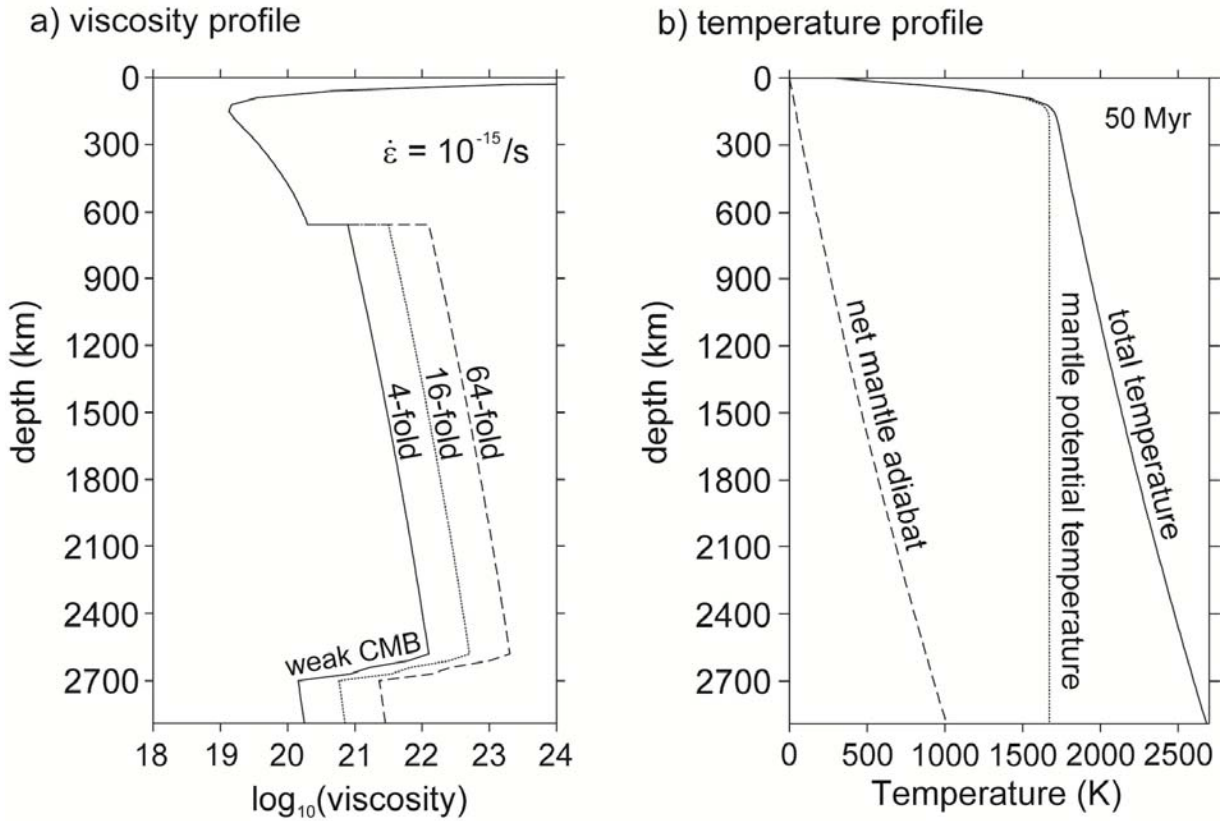 a) viscosity profile
0
300
600
900
1200
1500
1800
2100
2400
2700
depth (km)
ε̇ = 10⁻¹⁵/s
4-fold
16-fold
64-fold
weak CMB
18 19 20 21 22 23 24
log₁₀(viscosity)
b) temperature profile
0
300
600
900
1200
1500
1800
2100
2400
2700
depth (km)
50 Myr
net mantle adiabat
mantle potential temperature
total temperature
0 500 1000 1500 2000 2500
Temperature (K)